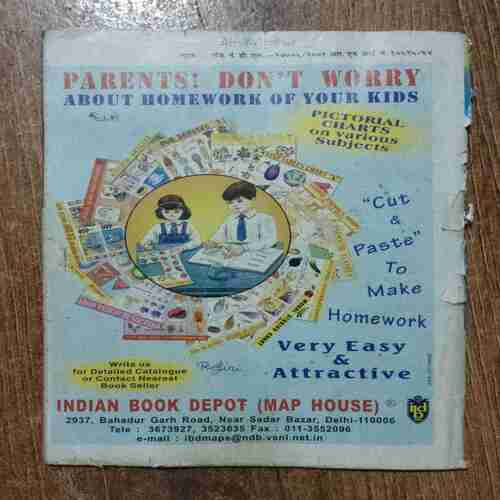 PARENTS! DON'T WORRY
ABOUT HOMEWORK OF YOUR KIDS
PICTORIAL
CHARTS
on various
Subjects
"Cut
&
Paste"
To
Make
Homework
Very Easy
&
Attractive
Write us
for Detailed Catalogue
or Contact Nearest
Book Seller
INDIAN BOOK DEPOT (MAP HOUSE) ®
2937, Bahadur Garh Road, Near Sadar Bazar, Delhi-110006
Tele : 3673927, 3523635 Fax : 011-3552096
e-mail : ibdmaps@ndb.vsnl.net.in
ibd